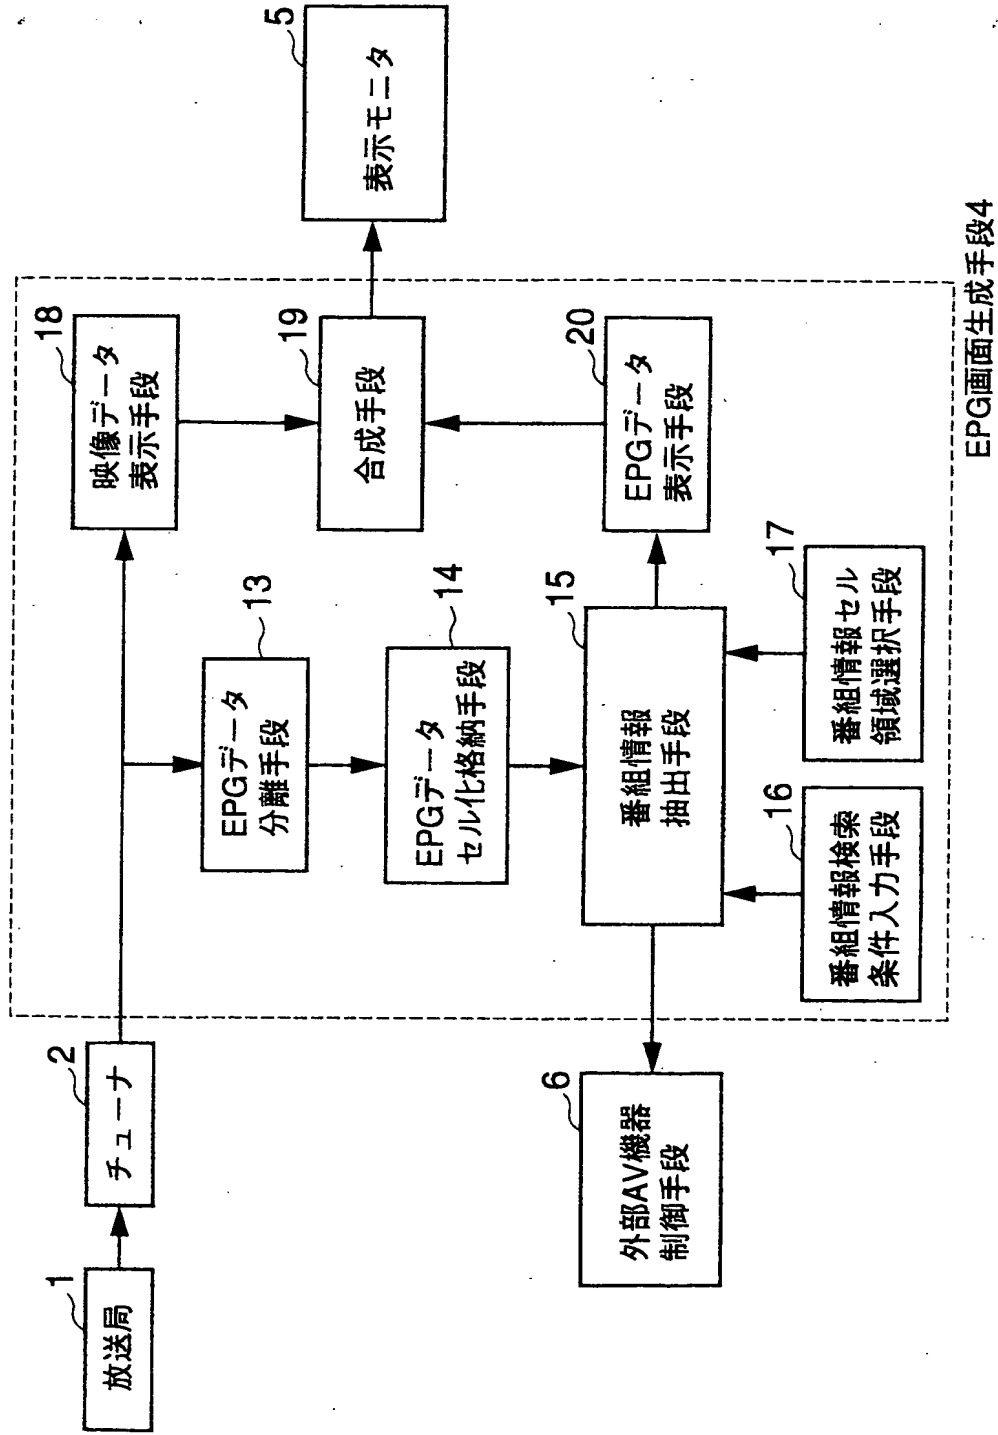 1
放送局
2
チューナ
18
映像データ
表示手段
13
EPGデータ
分離手段
14
EPGデータ
セル化格納手段
19
合成手段
5
表示モニタ
15
番組情報
抽出手段
20
EPGデータ
表示手段
6
外部AV機器
制御手段
16
番組情報検索
条件入力手段
17
番組情報セル
領域選択手段
EPG画面生成手段4